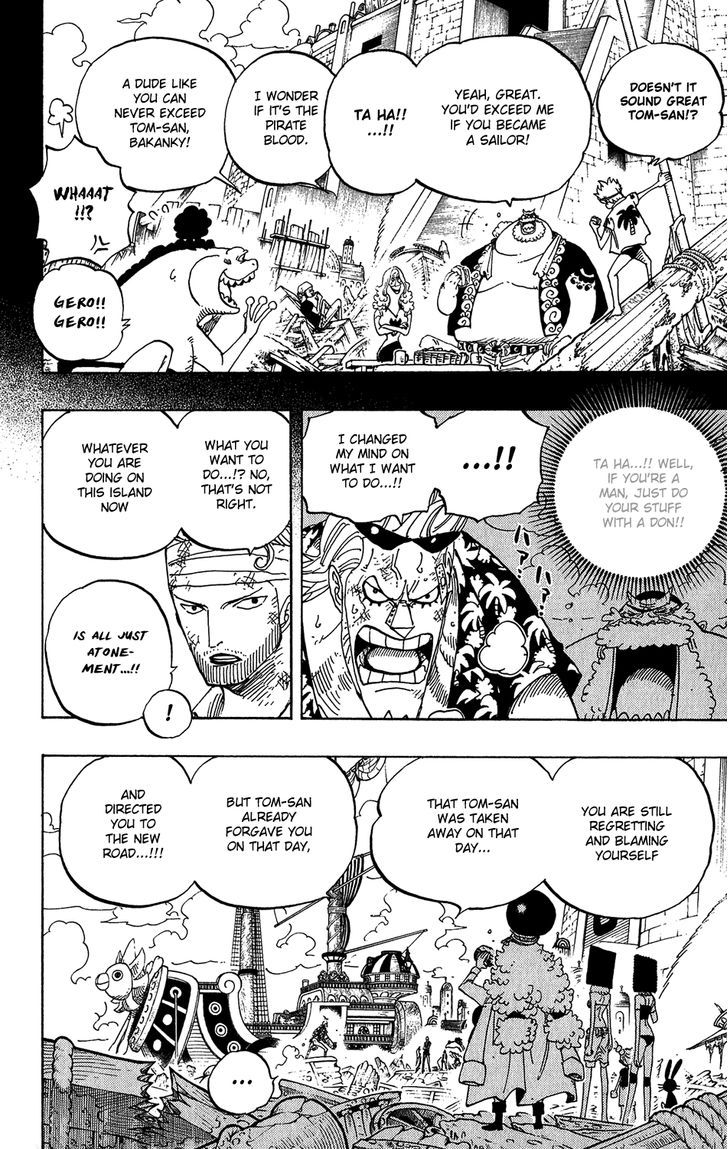 DOESN'T IT
SOUND GREAT
TOM-SAN!?
YEAH, GREAT.
YOU'D EXCEED ME
IF YOU BECAME
A SAILOR!
TA HA!!
...!!
I WONDER
IF IT'S THE
PIRATE
BLOOD.
A DUDE LIKE
YOU CAN
NEVER EXCEED
TOM-SAN,
BAKANKY!
WHAAAT
!!?
GERO!!
GERO!!
TA HA...!! WELL,
IF YOU'RE A
MAN, JUST DO
YOUR STUFF
WITH A DON!!
...!!
I CHANGED
MY MIND ON
WHAT I WANT
TO DO...!!
ハァ
ハァ
WHAT YOU
WANT TO
DO...!? NO,
THAT'S NOT
RIGHT.
WHATEVER
YOU ARE
DOING ON
THIS ISLAND
NOW
IS ALL JUST
ATONE-
MENT...!!
!
YOU ARE STILL
REGRETTING
AND BLAMING
YOURSELF
THAT TOM-SAN
WAS TAKEN
AWAY ON THAT
DAY...
BUT TOM-SAN
ALREADY
FORGAVE YOU
ON THAT DAY,
AND
DIRECTED
YOU TO
THE NEW
ROAD...!!!
...